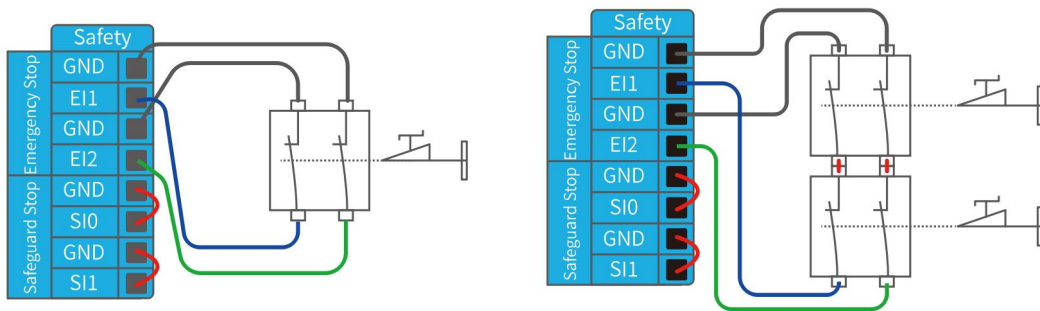 Safety
Emergency Stop
GND
EI1
GND
EI2
Safeguard Stop
GND
SI0
GND
SI1
Safety
Emergency Stop
GND
EI1
GND
EI2
Safeguard Stop
GND
SI0
GND
SI1